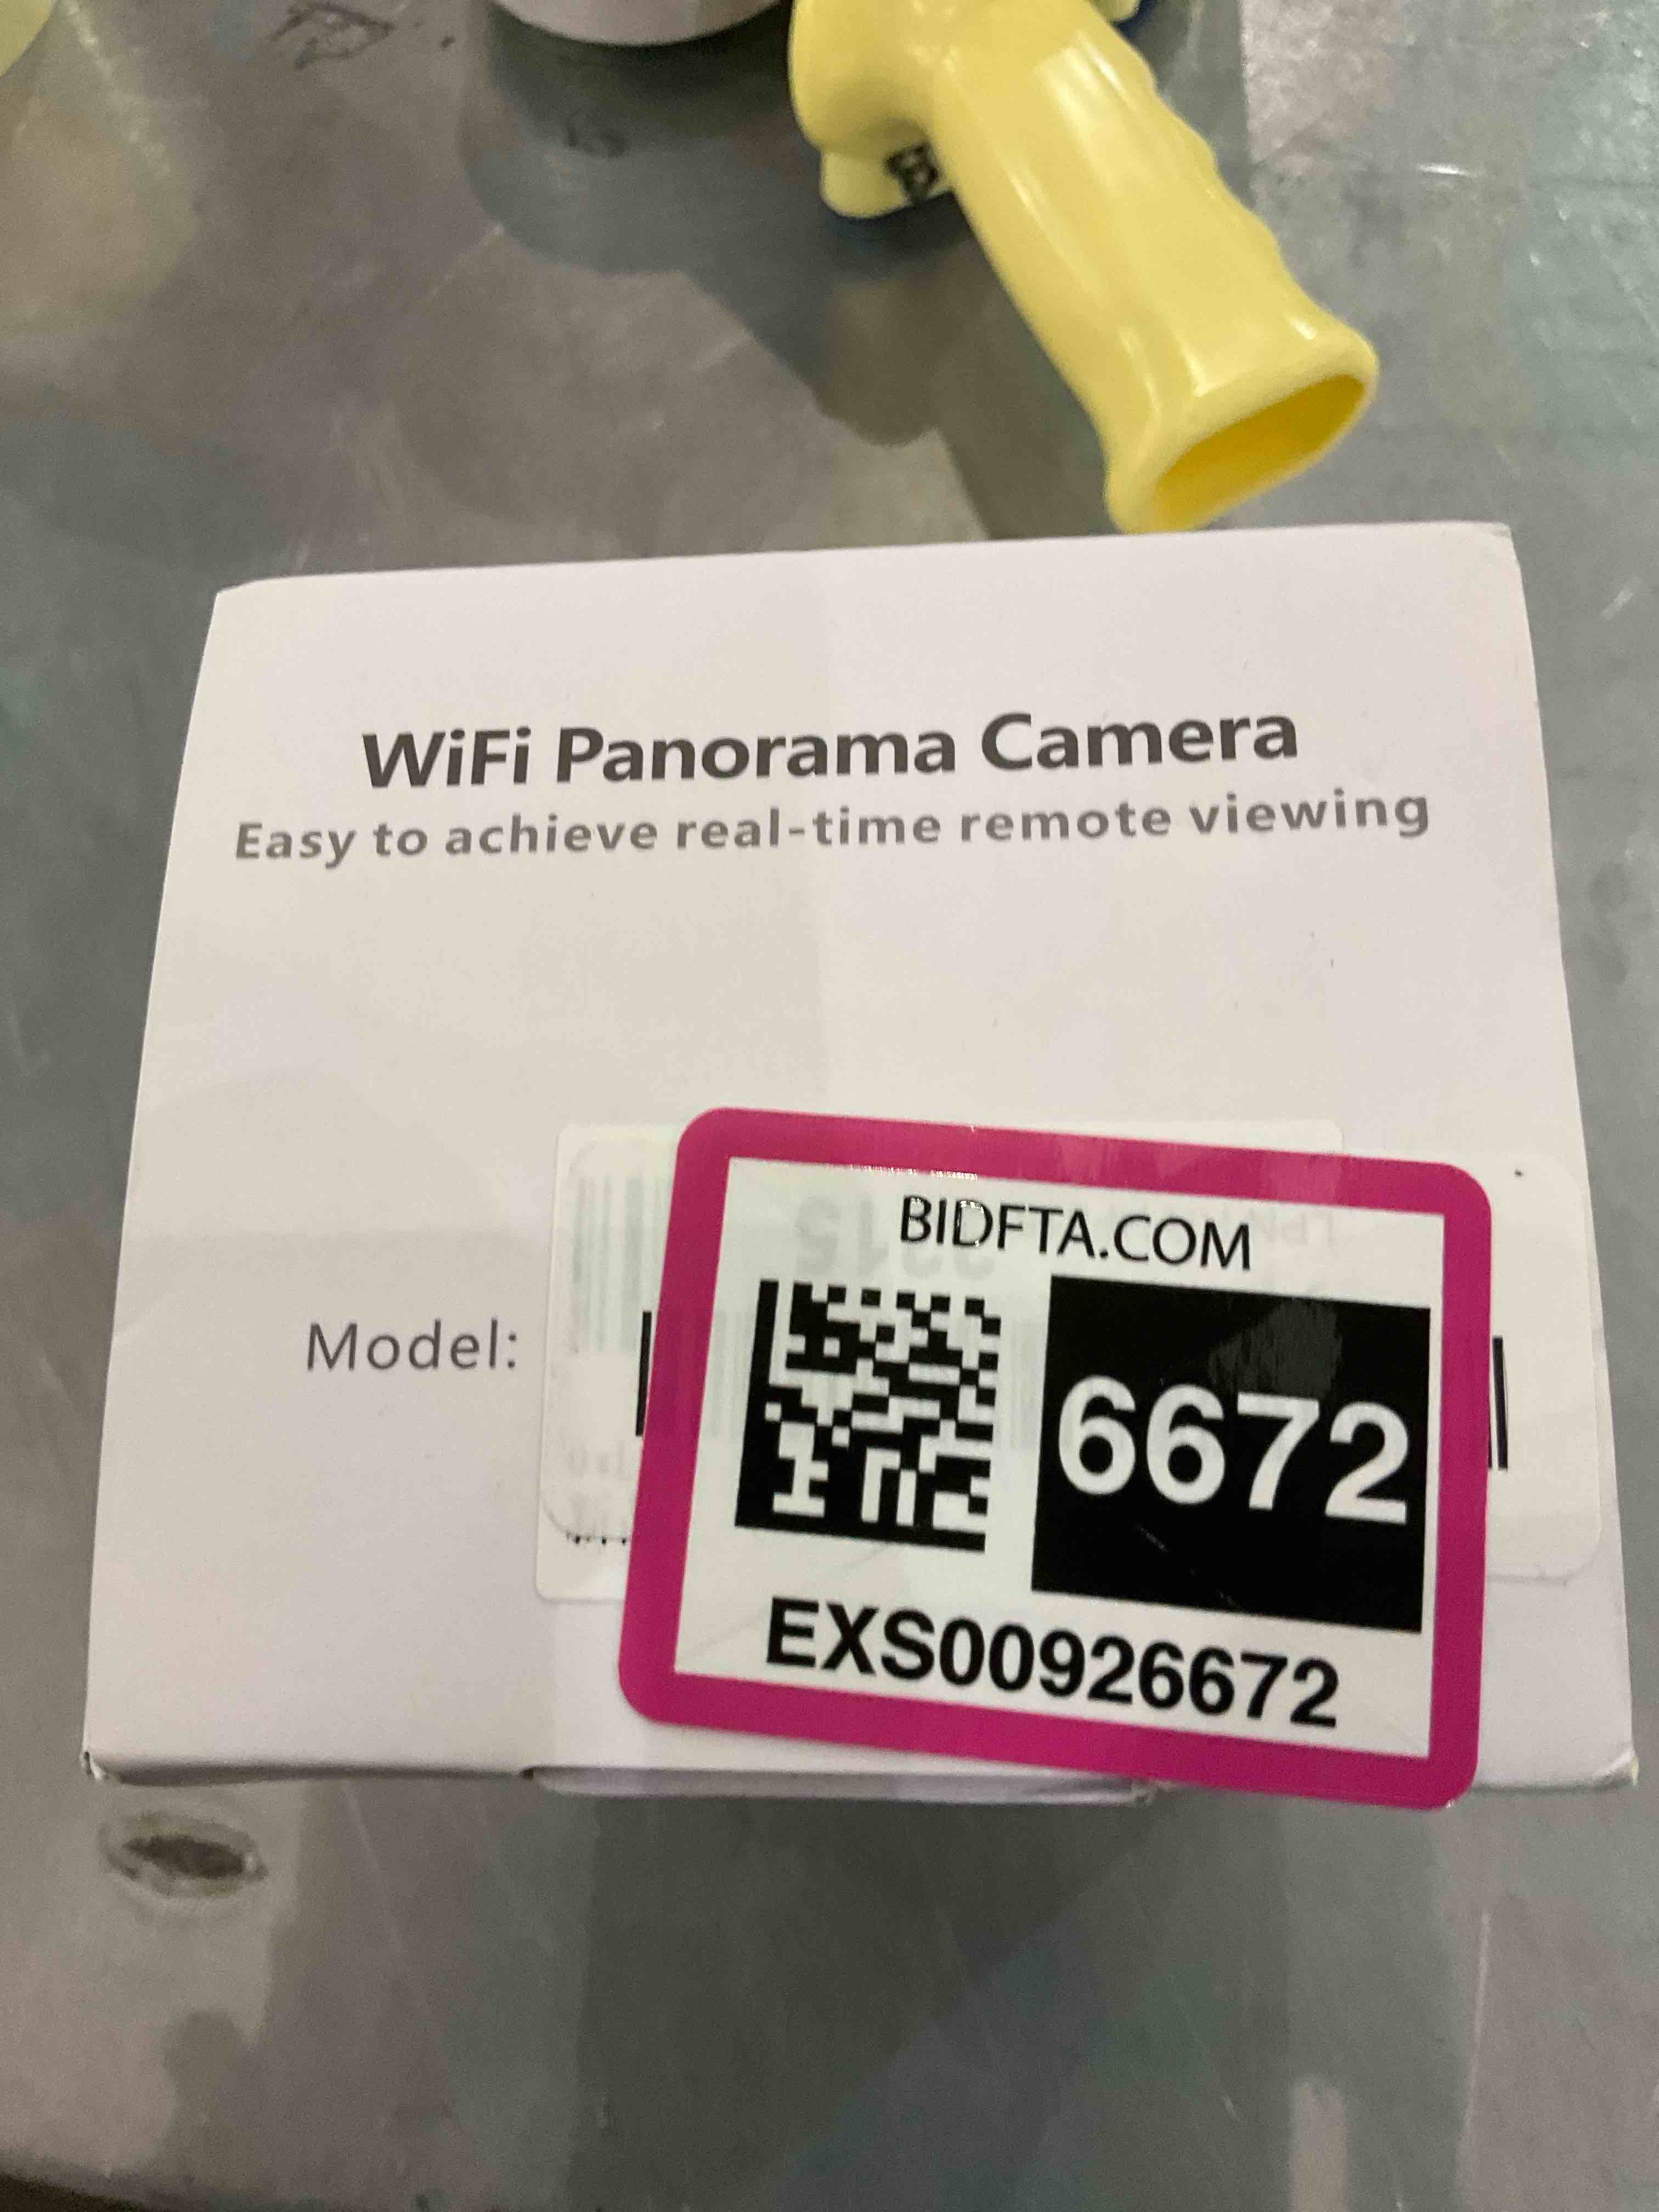 WiFi Panorama Camera
Easy to achieve real-time remote viewing
Model:
BIDFTA.COM
6672
EXS00926672